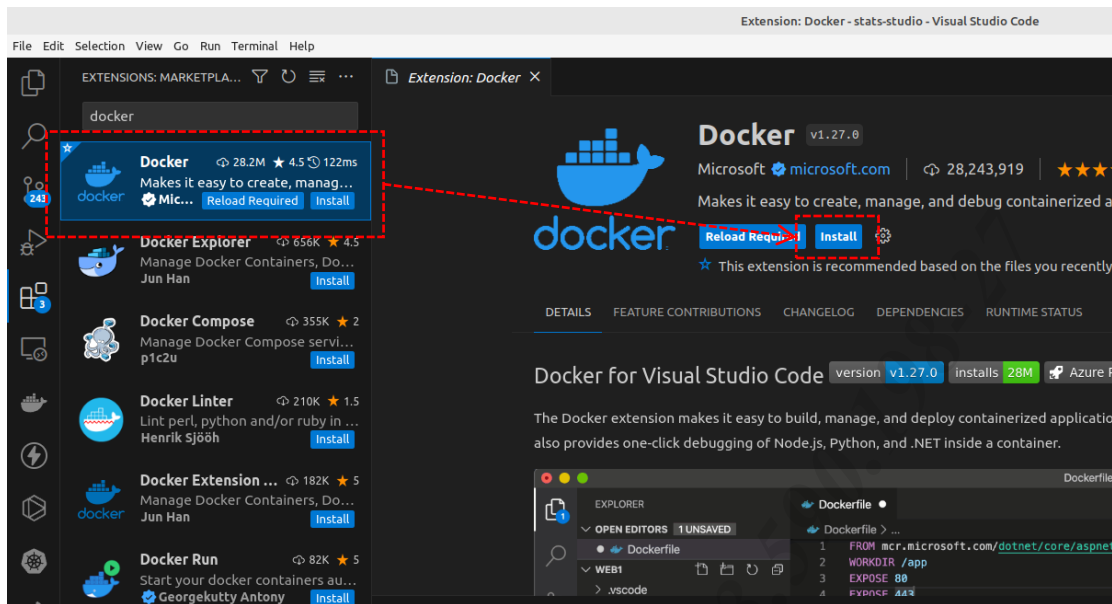 Extension: Docker - stats-studio - Visual Studio Code
File Edit Selection View Go Run Terminal Help
EXTENSIONS: MARKETPLA...
Extension: Docker
docker
Docker 28.2M 4.5 122ms
Makes it easy to create, manag...
Mic... Reload Required Install
docker
Docker Explorer 656K 4.5
Manage Docker Containers, Do...
Jun Han Install
Docker Compose 355K 2
Manage Docker Compose servi...
p1c2u Install
Docker Linter 210K 1.5
Lint perl, python and/or ruby in ...
Henrik Sjööh Install
Docker Extension ... 182K 5
Manage Docker Containers, Do...
docker
Jun Han Install
Docker Run 82K 5
Start your docker containers au...
Georgekutty Antony Install
243
3
docker
Docker v1.27.0
Microsoft microsoft.com 28,243,919
Makes it easy to create, manage, and debug containerized a
Reload Required Install
This extension is recommended based on the files you recently
DETAILS FEATURE CONTRIBUTIONS CHANGELOG DEPENDENCIES RUNTIME STATUS
Docker for Visual Studio Code version v1.27.0 installs 28M Azure P
The Docker extension makes it easy to build, manage, and deploy containerized applicatio
also provides one-click debugging of Node.js, Python, and .NET inside a container.
Dockerfile
EXPLORER
Dockerfile
1
OPEN EDITORS 1 UNSAVED
Dockerfile > ...
Dockerfile
1 FROM mcr.microsoft.com/dotnet/core/aspnet
WEB1
2 WORKDIR /app
3 EXPOSE 80
.vscode
4 EXPOSE 443